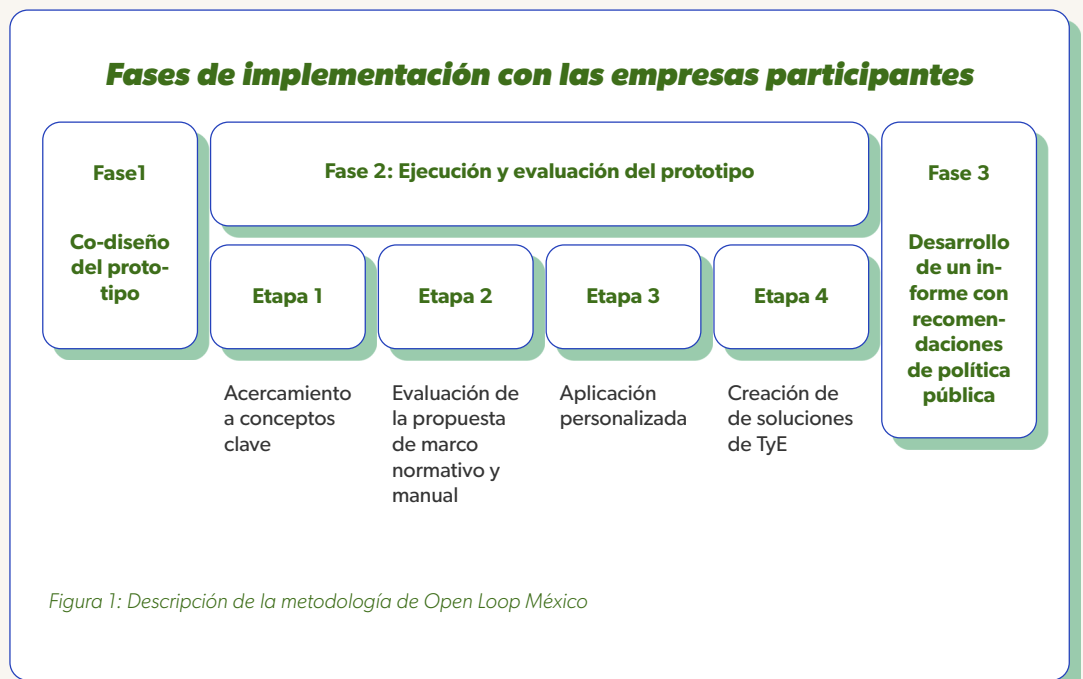 Fases de implementación con las empresas participantes
Fase1
Co-diseño
del proto-
tipo
Fase 2: Ejecución y evaluación del prototipo
Etapa 1
Acercamiento
a conceptos
clave
Etapa 2
Evaluación de
la propuesta
de marco
normativo y
manual
Etapa 3
Aplicación
personalizada
Etapa 4
Creación de
de soluciones
de TyE
Fase 3
Desarrollo
de un in-
forme con
recomen-
daciones
de política
pública
Figura 1: Descripción de la metodología de Open Loop México